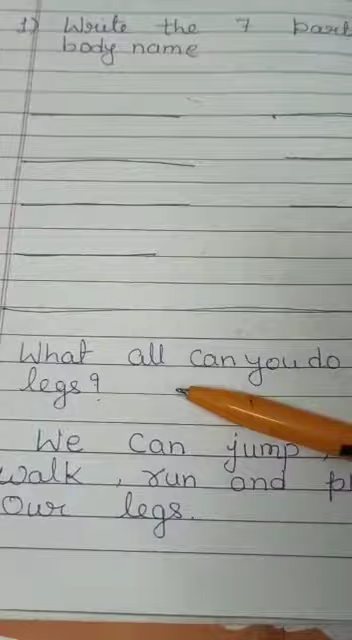 1) Write the 7
body name
What all can you do
legs?
We can jump,
walk, run and
Our legs.